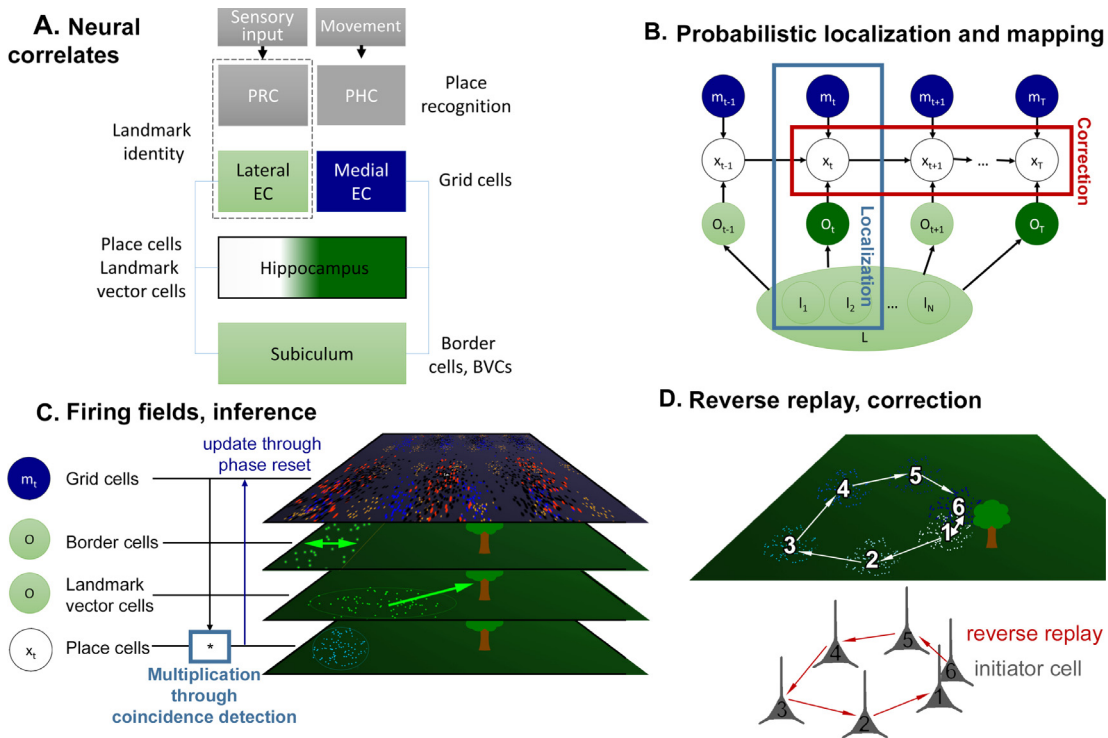 A. Neural
correlates
Sensory
input
Movement
PRC
PHC
Place
recognition
Landmark
identity
Lateral
EC
Medial
EC
Grid cells
Place cells
Landmark
vector cells
Hippocampus
Subiculum
Border
cells, BVCs
B. Probabilistic localization and mapping
m_t-1
m_t
m_t+1
m_T
Correction
x_t-1
x_t
x_t+1
...
x_T
O_t-1
O_t
O_t+1
O_T
Localization
l_1
l_2
...
l_N
L
C. Firing fields, inference
update through
phase reset
m_t
Grid cells
O
Border cells
O
Landmark
vector cells
x_t
Place cells
*
Multiplication
through
coincidence detection
D. Reverse replay, correction
4
5
6
1
3
2
5
4
6
1
3
2
reverse replay
initiator cell